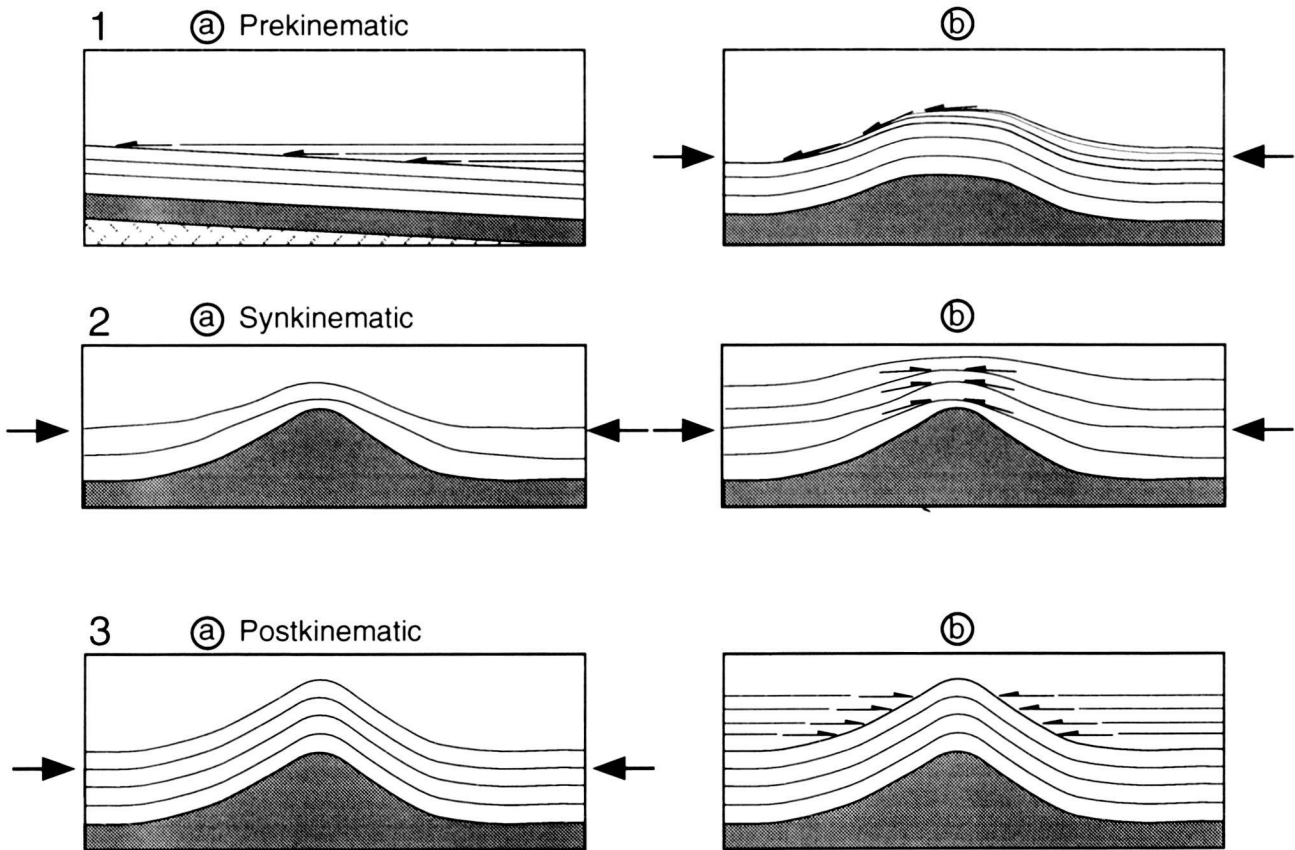 1 ⓐ Prekinematic ⓑ
2 ⓐ Synkinematic ⓑ
3 ⓐ Postkinematic ⓑ